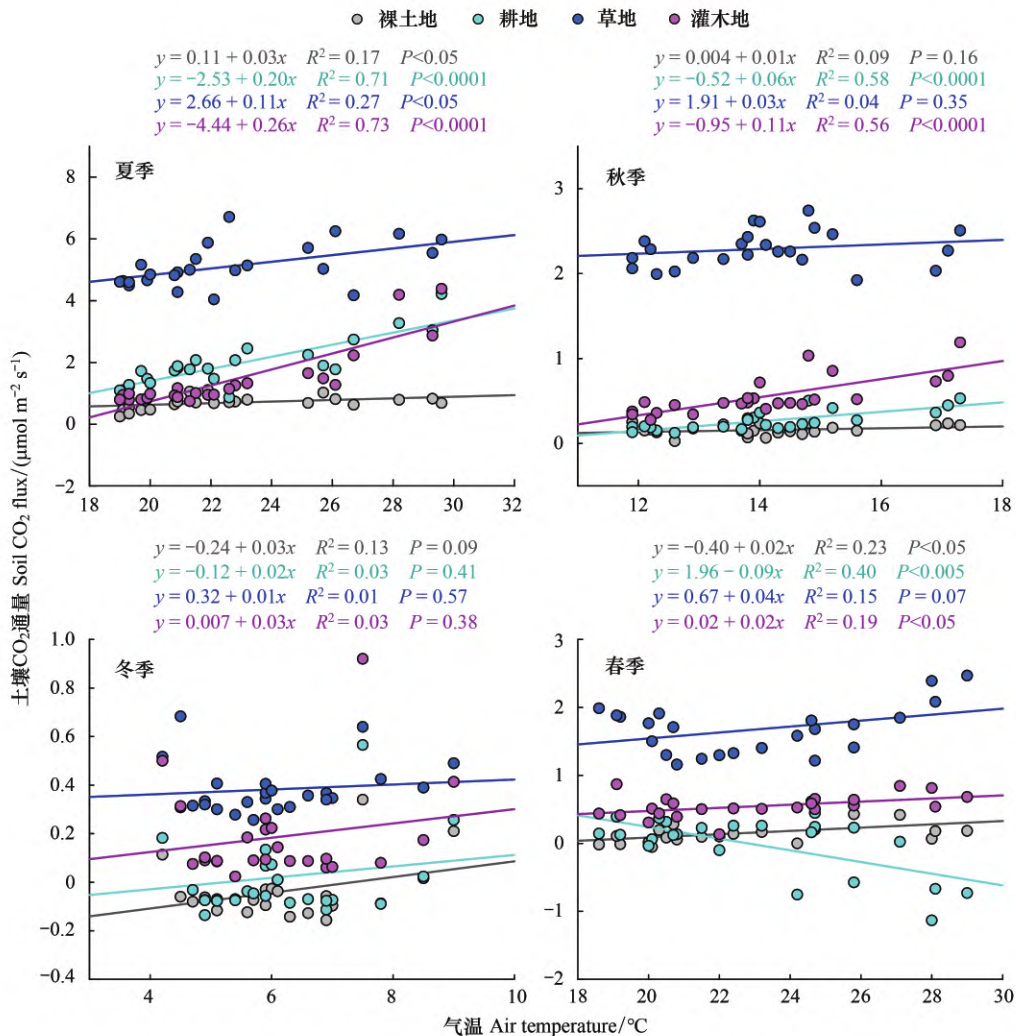 裸土地 耕地 草地 灌木地
y = 0.11 + 0.03x R² = 0.17 P<0.05
y = −2.53 + 0.20x R² = 0.71 P<0.0001
y = 2.66 + 0.11x R² = 0.27 P<0.05
y = −4.44 + 0.26x R² = 0.73 P<0.0001
y = 0.004 + 0.01x R² = 0.09 P = 0.16
y = −0.52 + 0.06x R² = 0.58 P<0.0001
y = 1.91 + 0.03x R² = 0.04 P = 0.35
y = −0.95 + 0.11x R² = 0.56 P<0.0001
夏季
8
6
4
2
0
−2
18 20 22 24 26 28 30 32
秋季
3
2
1
0
12 14 16 18
y = −0.24 + 0.03x R² = 0.13 P = 0.09
y = −0.12 + 0.02x R² = 0.03 P = 0.41
y = 0.32 + 0.01x R² = 0.01 P = 0.57
y = 0.007 + 0.03x R² = 0.03 P = 0.38
y = −0.40 + 0.02x R² = 0.23 P<0.05
y = 1.96 − 0.09x R² = 0.40 P<0.005
y = 0.67 + 0.04x R² = 0.15 P = 0.07
y = 0.02 + 0.02x R² = 0.19 P<0.05
冬季
1.0
0.8
0.6
0.4
0.2
0
−0.2
−0.4
4 6 8 10
春季
3
2
1
0
−1
−2
18 20 22 24 26 28 30
土壤CO₂通量 Soil CO₂ flux/(μmol m⁻² s⁻¹)
气温 Air temperature/℃